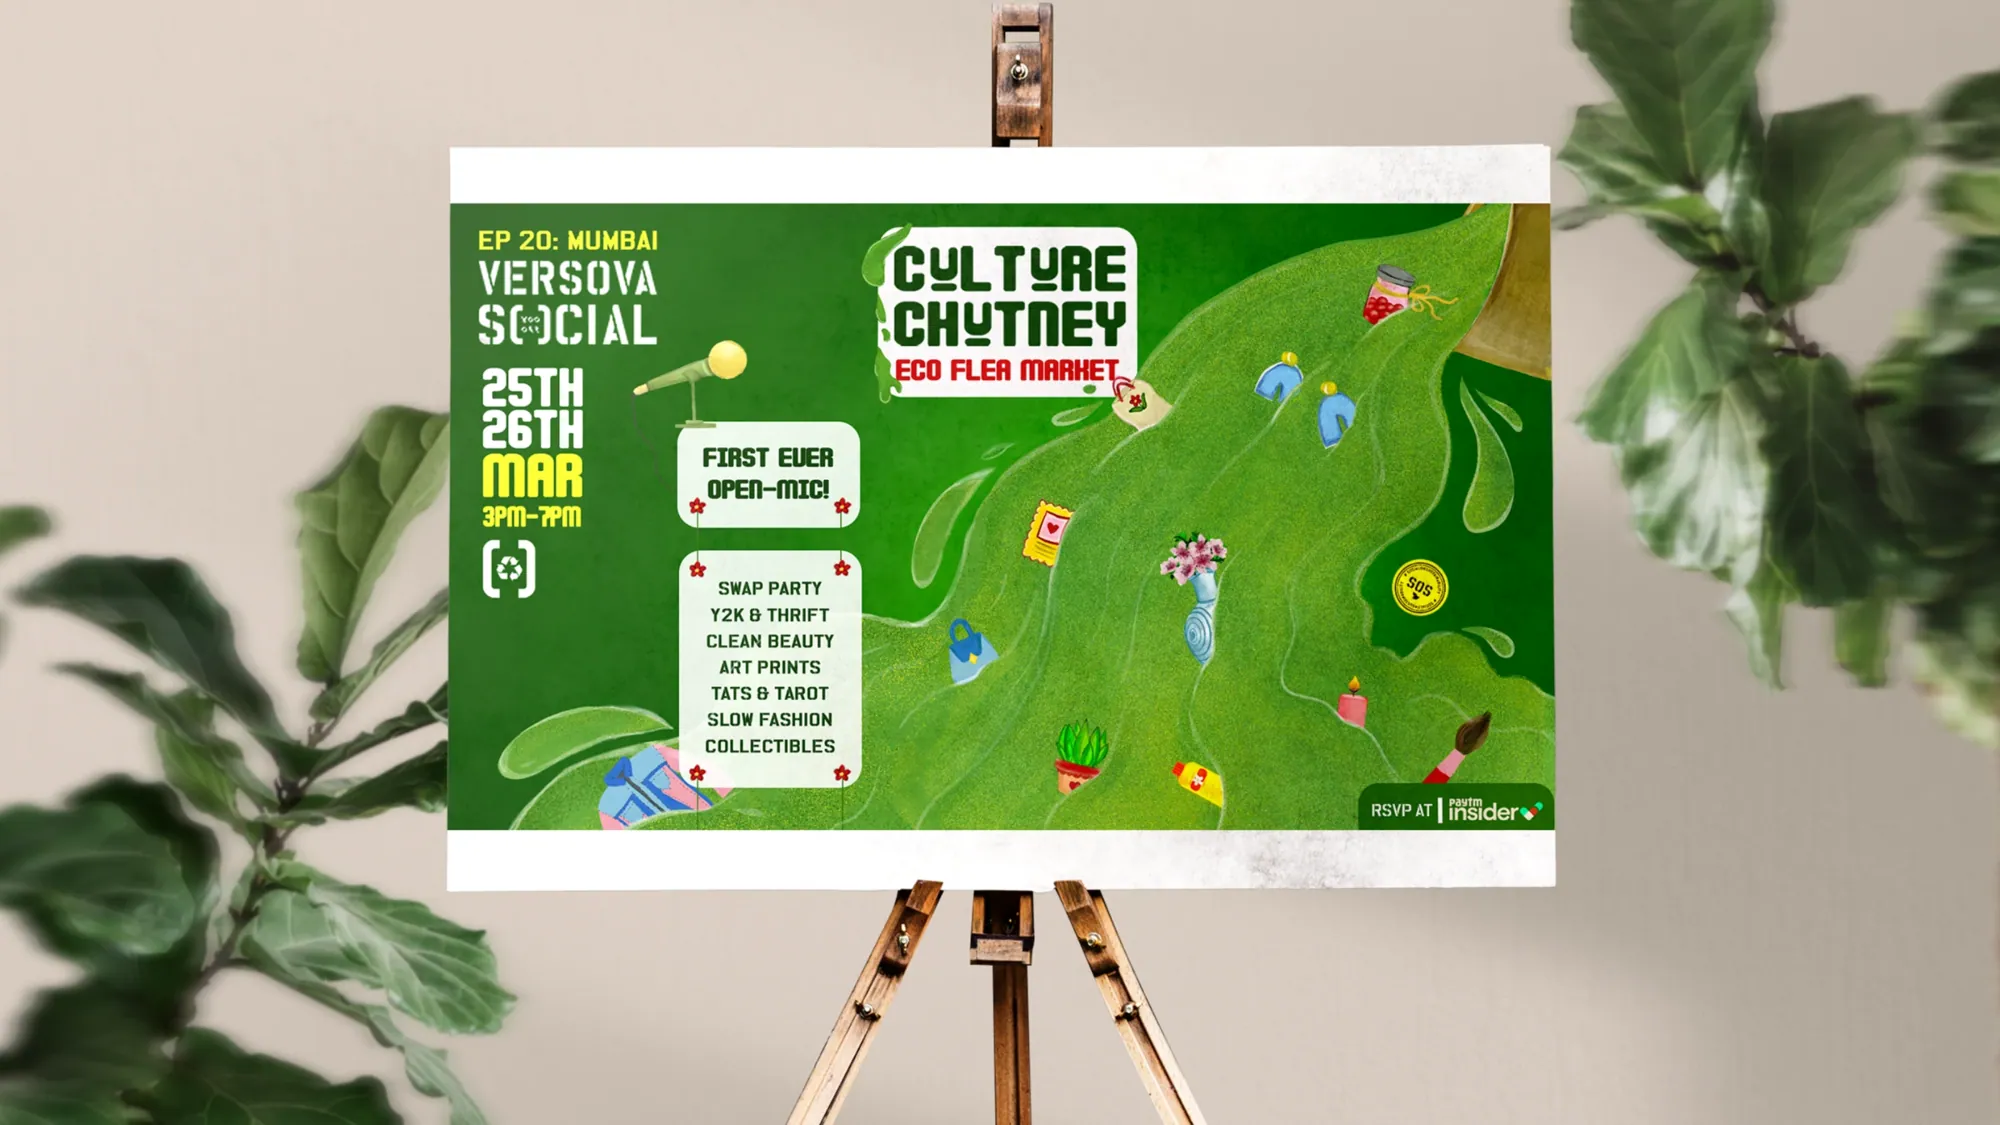 EP 20: MUMBAI
VERSOVA
SOCIAL
25TH
26TH
MAR
3PM-7PM
CULTURE
CHUTNEY
ECO FLEA MARKET
FIRST EVER
OPEN-MIC!
SWAP PARTY
Y2K & THRIFT
CLEAN BEAUTY
ART PRINTS
TATS & TAROT
SLOW FASHION
COLLECTIBLES
SOS
RSVP AT | paytm
insider